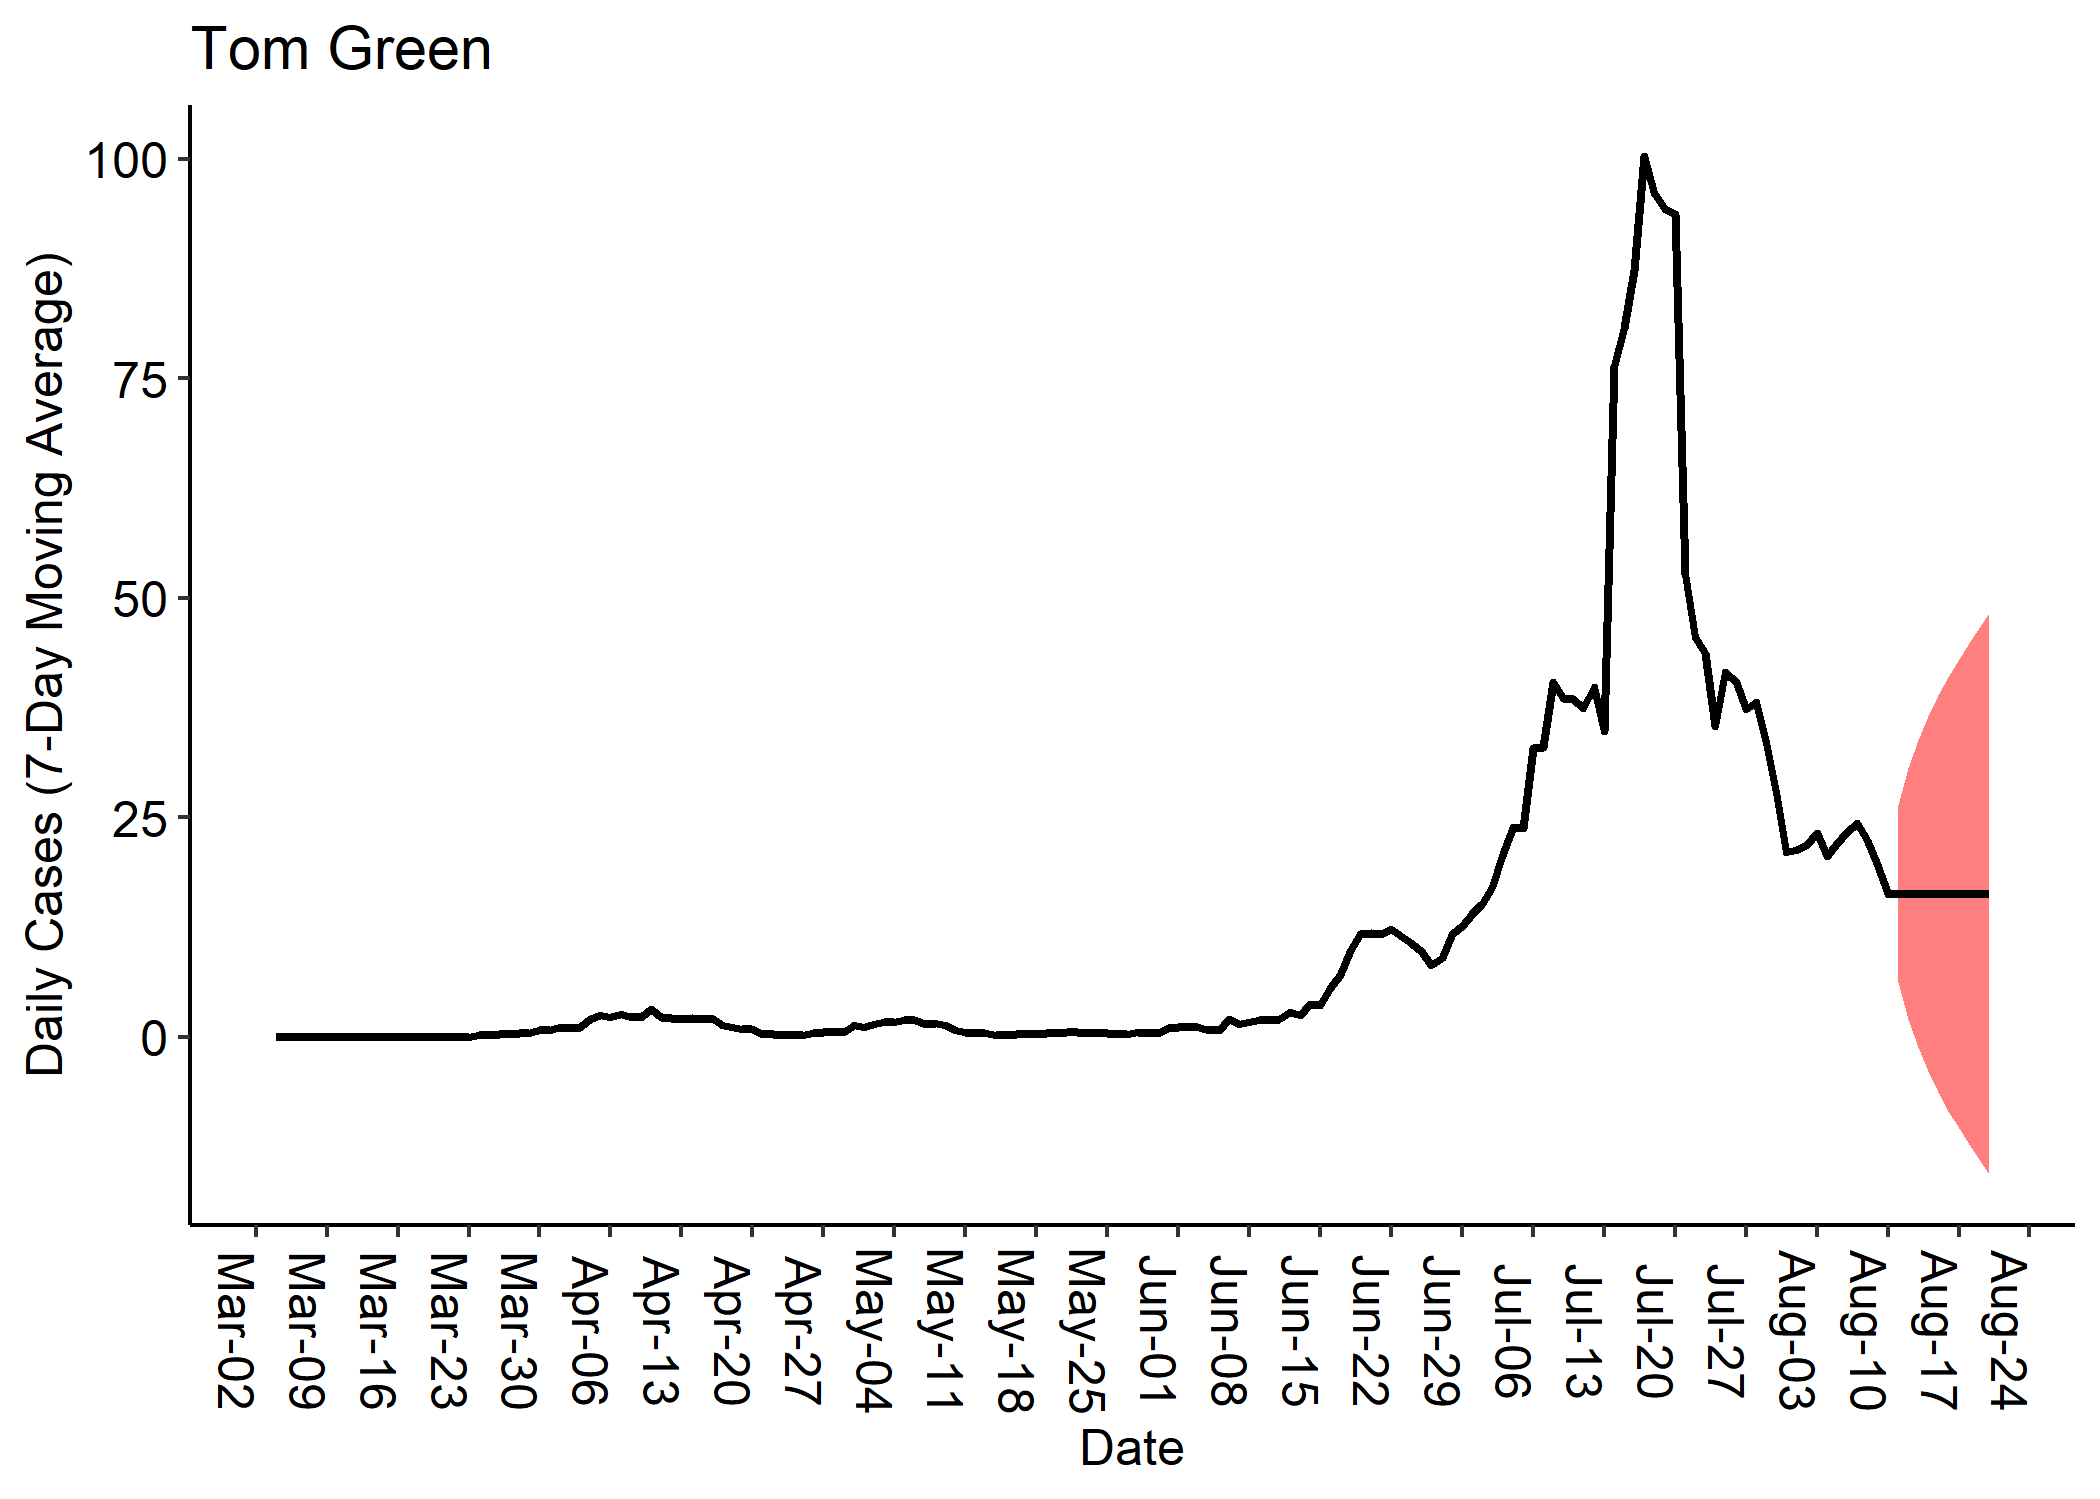 Tom Green
Daily Cases (7-Day Moving Average)
100
75
50
25
0
Mar-02
Mar-09
Mar-16
Mar-23
Mar-30
Apr-06
Apr-13
Apr-20
Apr-27
May-04
May-11
May-18
May-25
Jun-01
Jun-08
Jun-15
Jun-22
Jun-29
Jul-06
Jul-13
Jul-20
Jul-27
Aug-03
Aug-10
Aug-17
Aug-24
Date